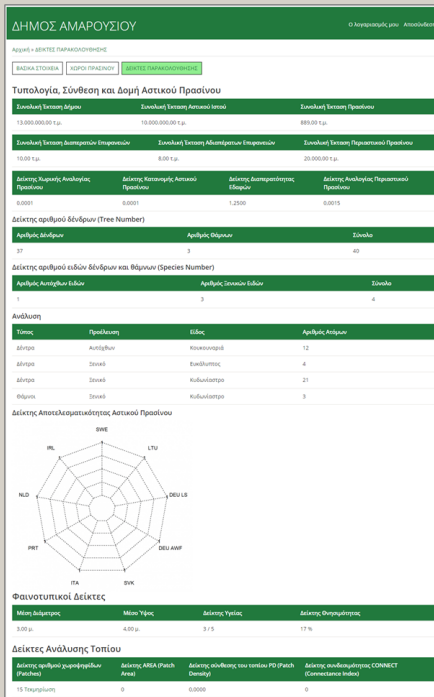 ΔΗΜΟΣ ΑΜΑΡΟΥΣΙΟΥ
Ο λογαριασμός μου Αποσύνδεσ
Αρχική » ΔΕΙΚΤΕΣ ΠΑΡΑΚΟΛΟΥΘΗΣΗΣ
ΒΑΣΙΚΑ ΣΤΟΙΧΕΙΑ ΧΩΡΟΙ ΠΡΑΣΙΝΟΥ ΔΕΙΚΤΕΣ ΠΑΡΑΚΟΛΟΥΘΗΣΗΣ
Τυπολογία, Σύνθεση και Δομή Αστικού Πρασίνου
Συνολική Έκταση Δήμου Συνολική Έκταση Αστικού Ιστού Συνολική Έκταση Πρασίνου
13.000.000,00 τ.μ. 10.000.000,00 τ.μ. 889,00 τ.μ.
Συνολική Έκταση Διαπερατών Επιφανειών Συνολική Έκταση Αδιαπέρατων Επιφανειών Συνολική Έκταση Περιαστικού Πρασίνου
10,00 τ.μ. 8,00 τ.μ. 20.000,00 τ.μ.
Δείκτης Χωρικής Αναλογίας Δείκτης Κατανομής Αστικού Δείκτης Διαπερατότητας Δείκτης Αναλογίας Περιαστικού
Πρασίνου Πρασίνου Εδαφών Πρασίνου
0,0001 0,0001 1,2500 0,0015
Δείκτης αριθμού δένδρων (Tree Number)
Αριθμός Δένδρων Αριθμός Θάμνων Σύνολο
37 3 40
Δείκτης αριθμού ειδών δένδρων και θάμνων (Species Number)
Αριθμός Αυτόχθων Ειδών Αριθμός Ξενικών Ειδών Σύνολο
1 3 4
Ανάλυση
Τύπος Προέλευση Είδος Αριθμός Ατόμων
Δέντρα Αυτόχθων Κουκουναριά 12
Δέντρα Ξενικό Ευκάλυπτος 4
Δέντρα Ξενικό Κυδωνίαστρο 21
Θάμνοι Ξενικό Κυδωνίαστρο 3
Δείκτης Αποτελεσματικότητας Αστικού Πρασίνου
SWE
IRL LTU
NLD DEU LS
PRT DEU AWF
ITA SVK
Φαινοτυπικοί Δείκτες
Μέση Διάμετρος Μέσο Ύψος Δείκτης Υγείας Δείκτης Θνησιμότητας
3.00 μ. 4.00 μ. 3 / 5 17 %
Δείκτες Ανάλυσης Τοπίου
Δείκτης αριθμού χωροψηφίδων Δείκτης AREA (Patch Δείκτης σύνθεσης του τοπίου PD (Patch Δείκτης συνδεσιμότητας CONNECT
(Patches) Area) Density) (Connectance Index)
15 Τεκμηρίωση 0 0,0000 0